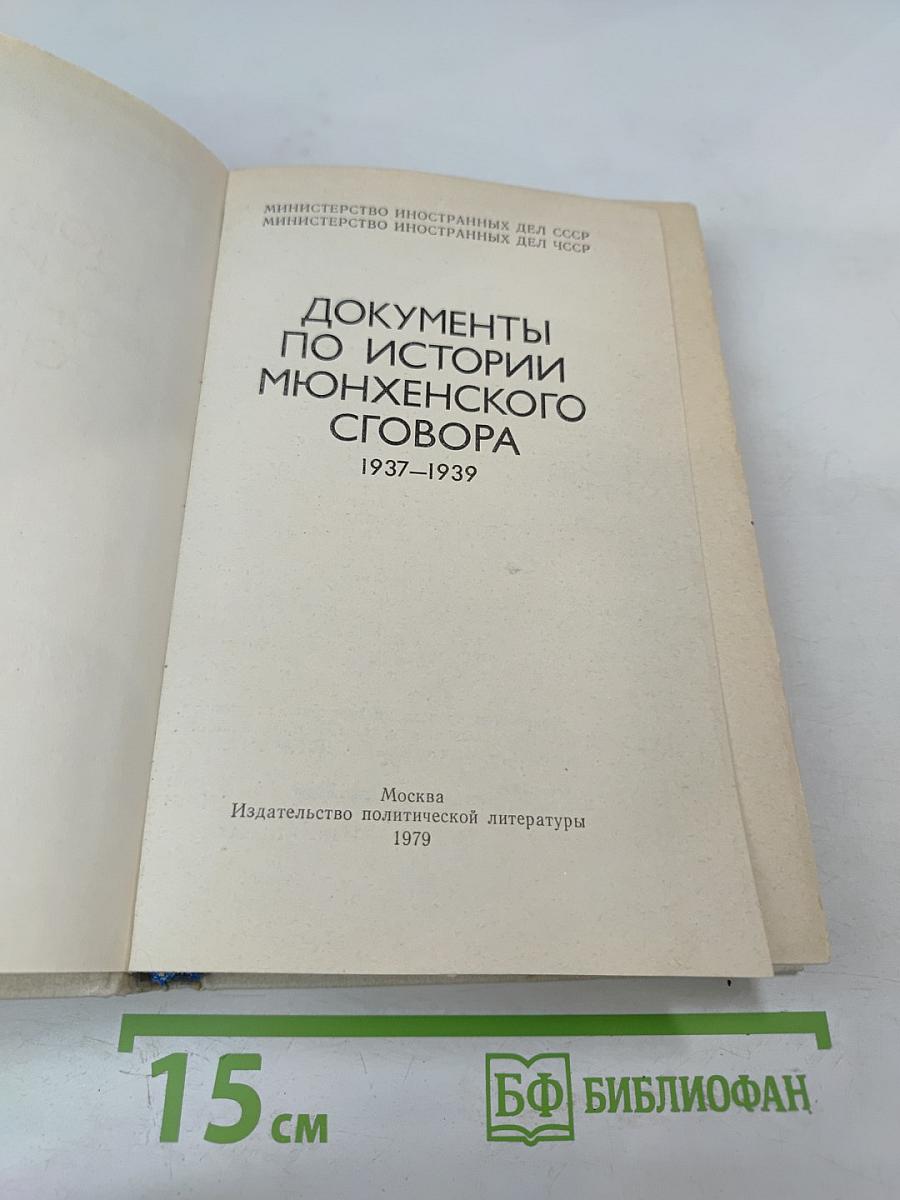 МИНИСТЕРСТВО ИНОСТРАННЫХ ДЕЛ СССР
МИНИСТЕРСТВО ИНОСТРАННЫХ ДЕЛ ЧССР
ДОКУМЕНТЫ
ПО ИСТОРИИ
МЮНХЕНСКОГО
СГОВОРА
1937—1939
Москва
Издательство политической литературы
1979
15 см
БФ БИБЛИОФАН